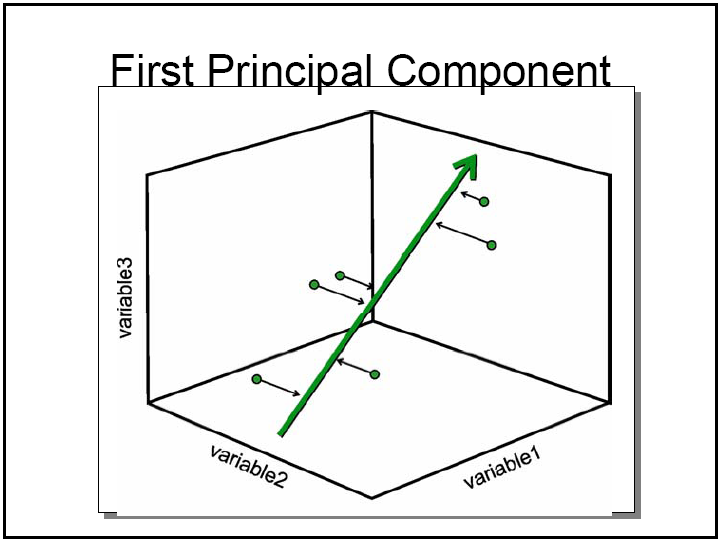 First Principal Component
variable3
variable2
variable1